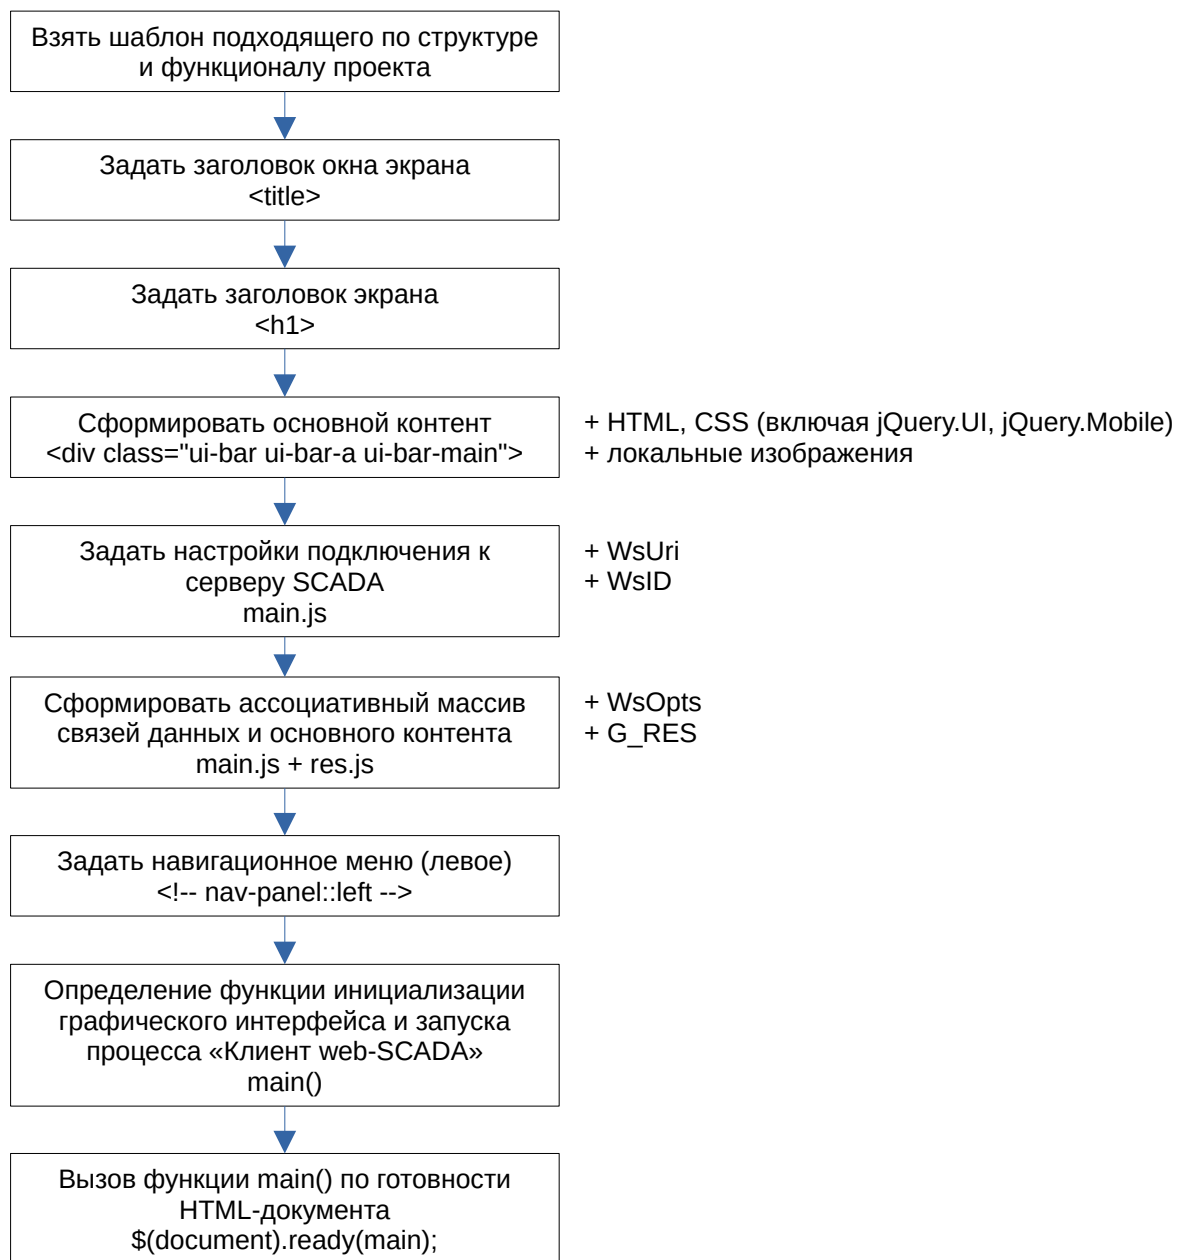 Взять шаблон подходящего по структуре
и функционалу проекта
Задать заголовок окна экрана
<title>
Задать заголовок экрана
<h1>
Сформировать основной контент
<div class="ui-bar ui-bar-a ui-bar-main">
+ HTML, CSS (включая jQuery.UI, jQuery.Mobile)
+ локальные изображения
Задать настройки подключения к
серверу SCADA
main.js
+ WsUri
+ WsID
Сформировать ассоциативный массив
связей данных и основного контента
main.js + res.js
+ WsOpts
+ G_RES
Задать навигационное меню (левое)
<!-- nav-panel::left -->
Определение функции инициализации
графического интерфейса и запуска
процесса «Клиент web-SCADA»
main()
Вызов функции main() по готовности
HTML-документа
$(document).ready(main);